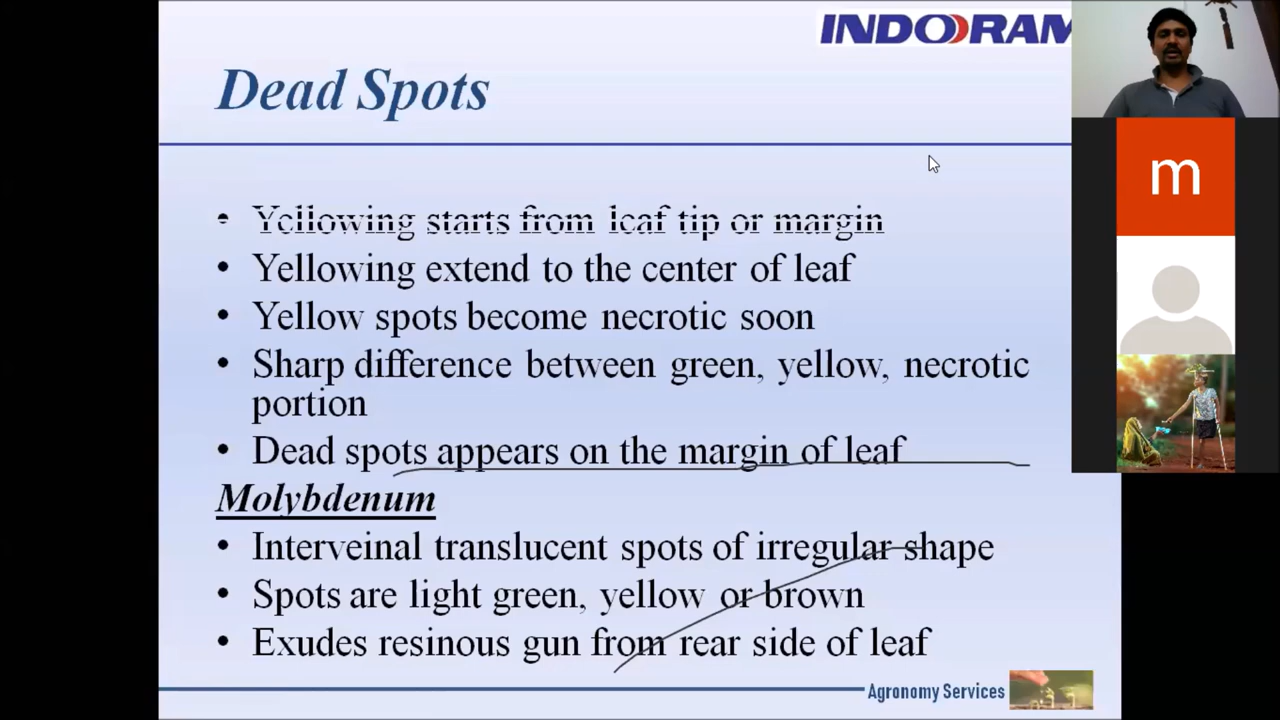 INDORAM
Dead Spots
m
• Yellowing starts from leaf tip or margin
• Yellowing extend to the center of leaf
• Yellow spots become necrotic soon
• Sharp difference between green, yellow, necrotic
portion
• Dead spots appears on the margin of leaf
Molybdenum
• Interveinal translucent spots of irregular shape
• Spots are light green, yellow or brown
• Exudes resinous gun from rear side of leaf
Agronomy Services